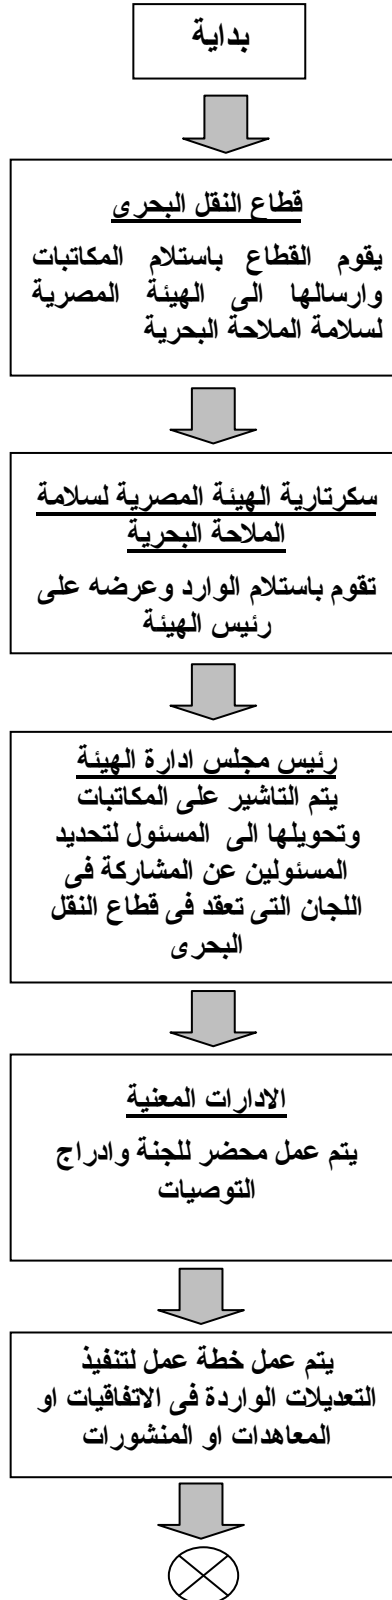 بداية
قطاع النقل البحرى
يقوم القطاع باستلام المكاتبات
وارسالها الى الهيئة المصرية
لسلامة الملاحة البحرية
سكرتارية الهيئة المصرية لسلامة
الملاحة البحرية
تقوم باستلام الوارد وعرضه على
رئيس الهيئة
رئيس مجلس ادارة الهيئة
يتم التاشير على المكاتبات
وتحويلها الى المسئول لتحديد
المسئولين عن المشاركة فى
اللجان التى تعقد فى قطاع النقل
البحرى
الادارات المعنية
يتم عمل محضر للجنة وادراج
التوصيات
يتم عمل خطة عمل لتنفيذ
التعديلات الواردة فى الاتفاقيات او
المعاهدات او المنشورات